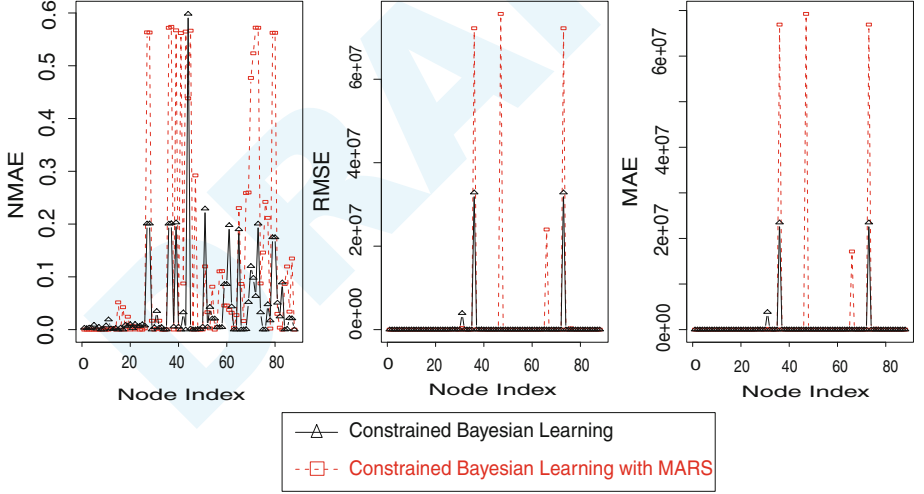 NMAE
0.0
0.1
0.2
0.3
0.4
0.5
0.6
0
20
40
60
80
Node Index
RMSE
0e+00
2e+07
4e+07
6e+07
0
20
40
60
80
Node Index
MAE
0e+00
2e+07
4e+07
6e+07
0
20
40
60
80
Node Index
Constrained Bayesian Learning
Constrained Bayesian Learning with MARS